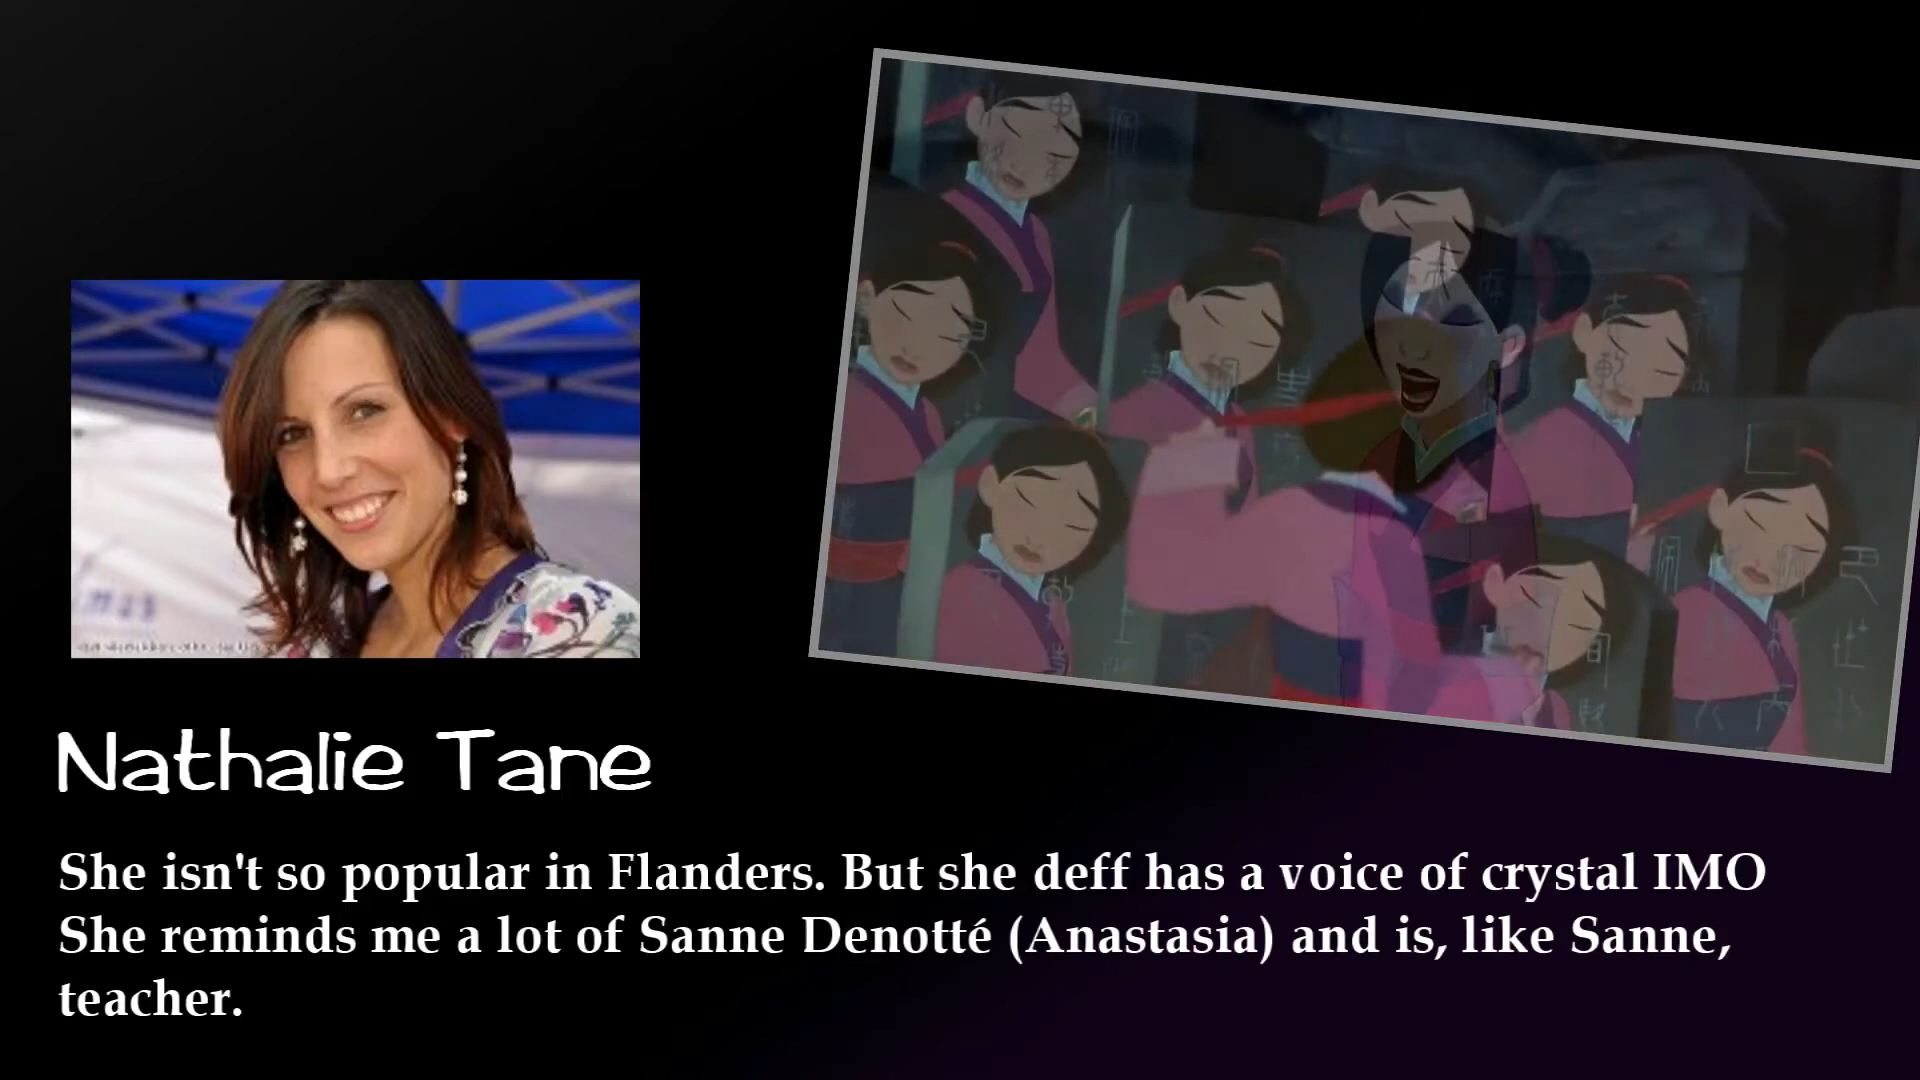 Nathalie Tane
She isn't so popular in Flanders. But she deff has a voice of crystal IMO
She reminds me a lot of Sanne Denotté (Anastasia) and is, like Sanne,
teacher.